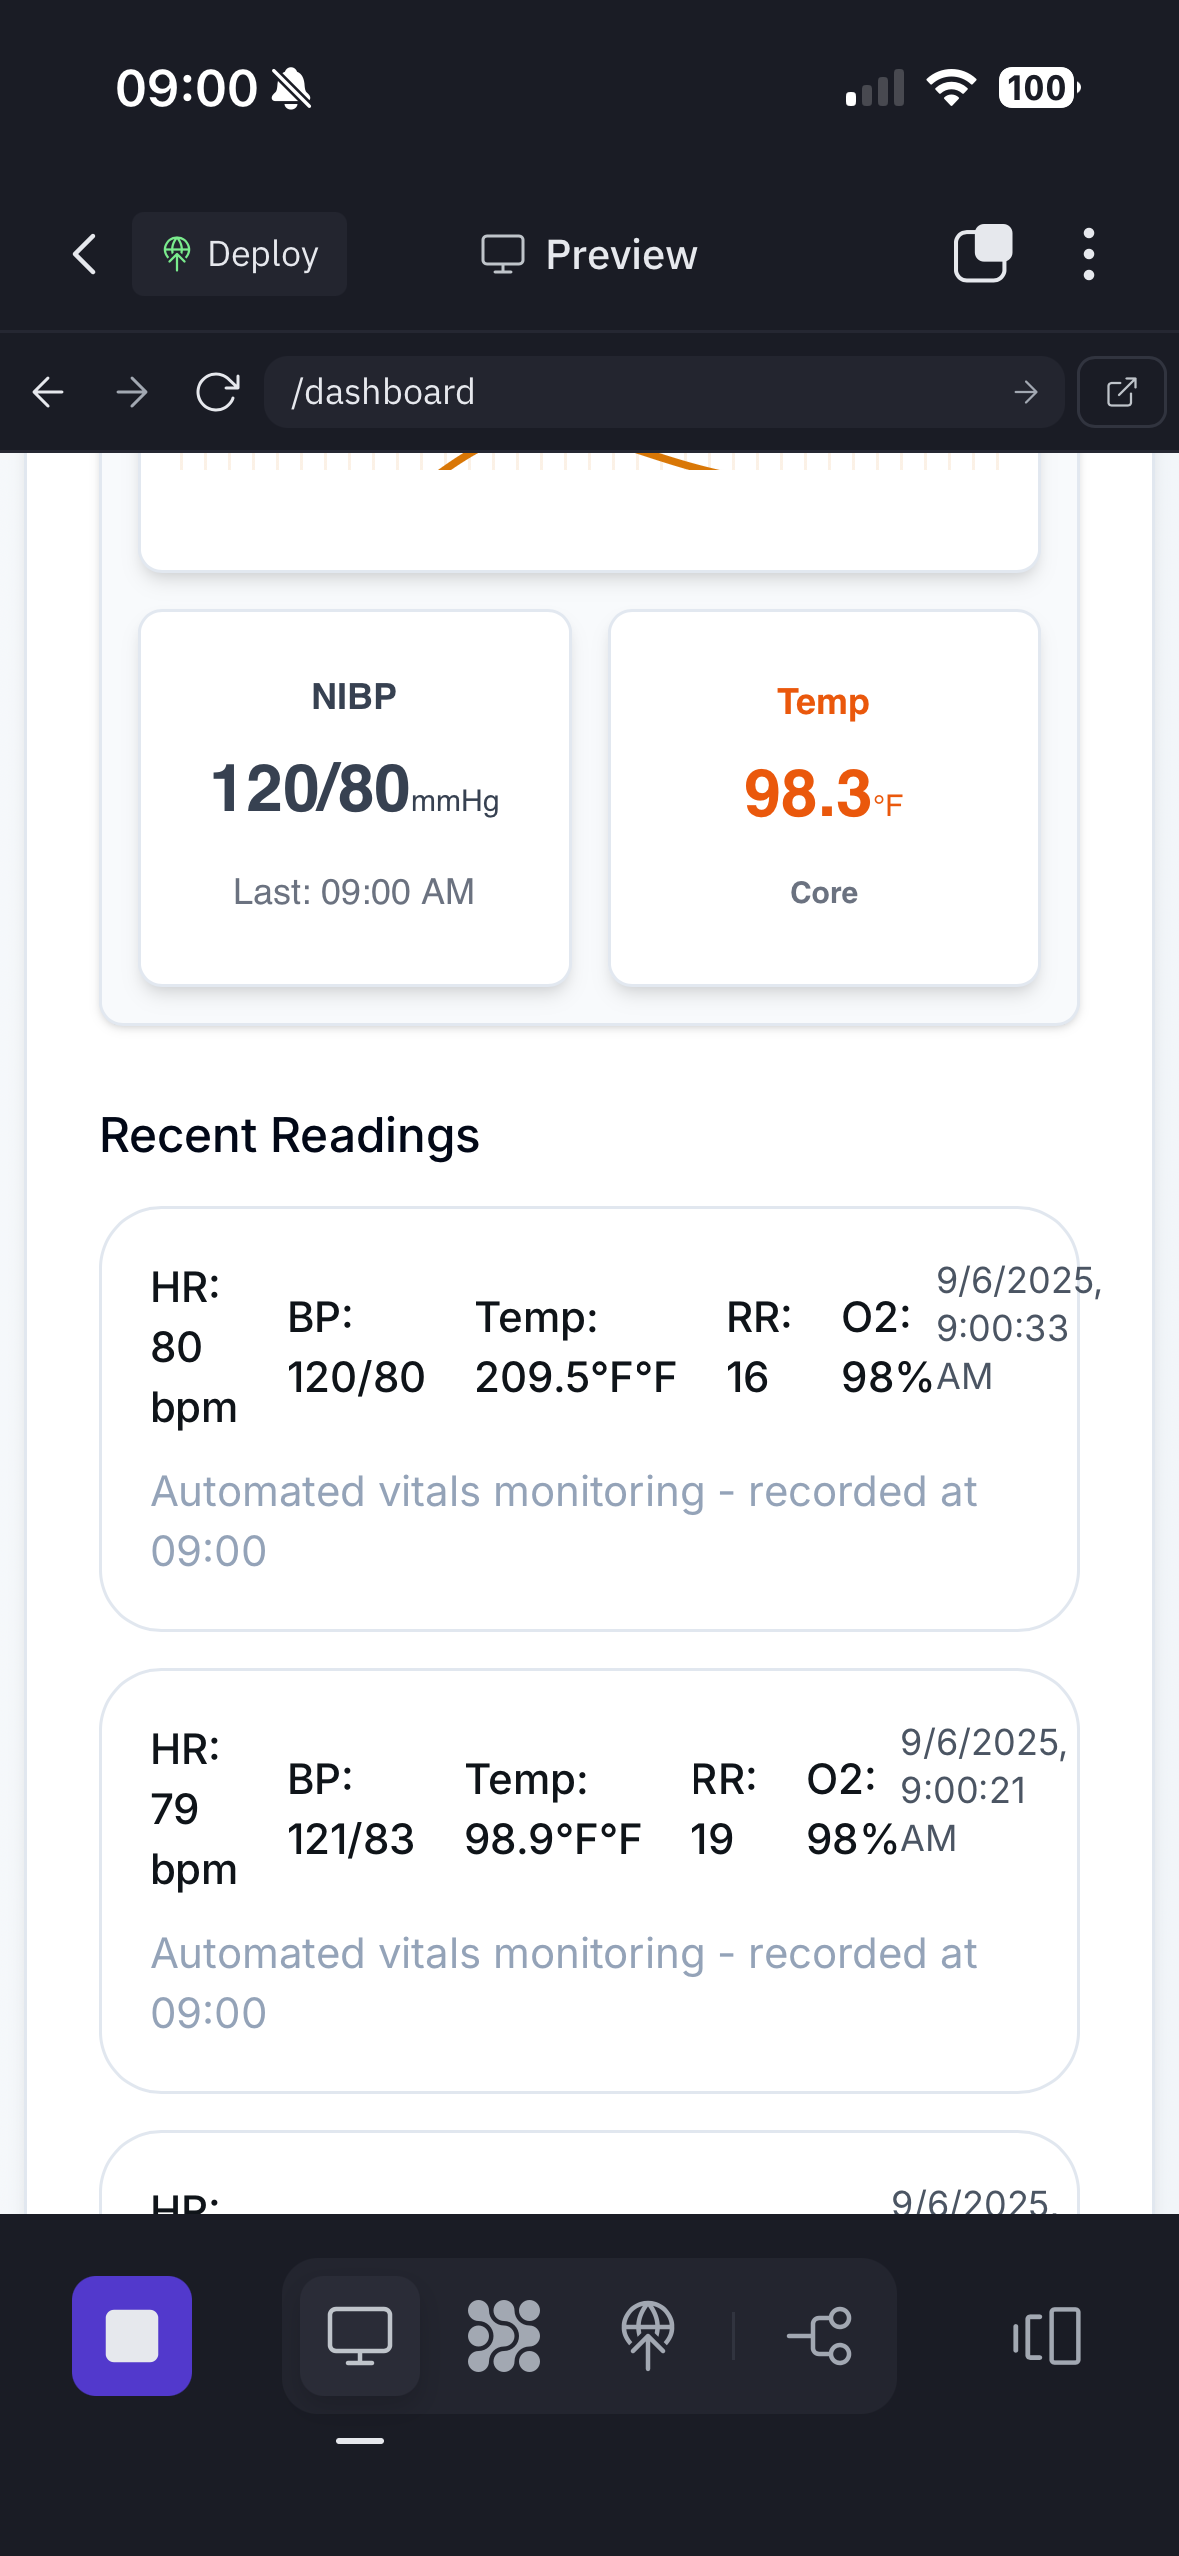 09:00
100
Deploy
Preview
/dashboard
NIBP
120/80mmHg
Last: 09:00 AM
Temp
98.3°F
Core
Recent Readings
HR:
80
bpm
BP:
120/80
Temp:
209.5°F°F
RR:
16
O2:
98%
9/6/2025,
9:00:33
AM
Automated vitals monitoring - recorded at
09:00
HR:
79
bpm
BP:
121/83
Temp:
98.9°F°F
RR:
19
O2:
98%
9/6/2025,
9:00:21
AM
Automated vitals monitoring - recorded at
09:00
HR:
9/6/2025,